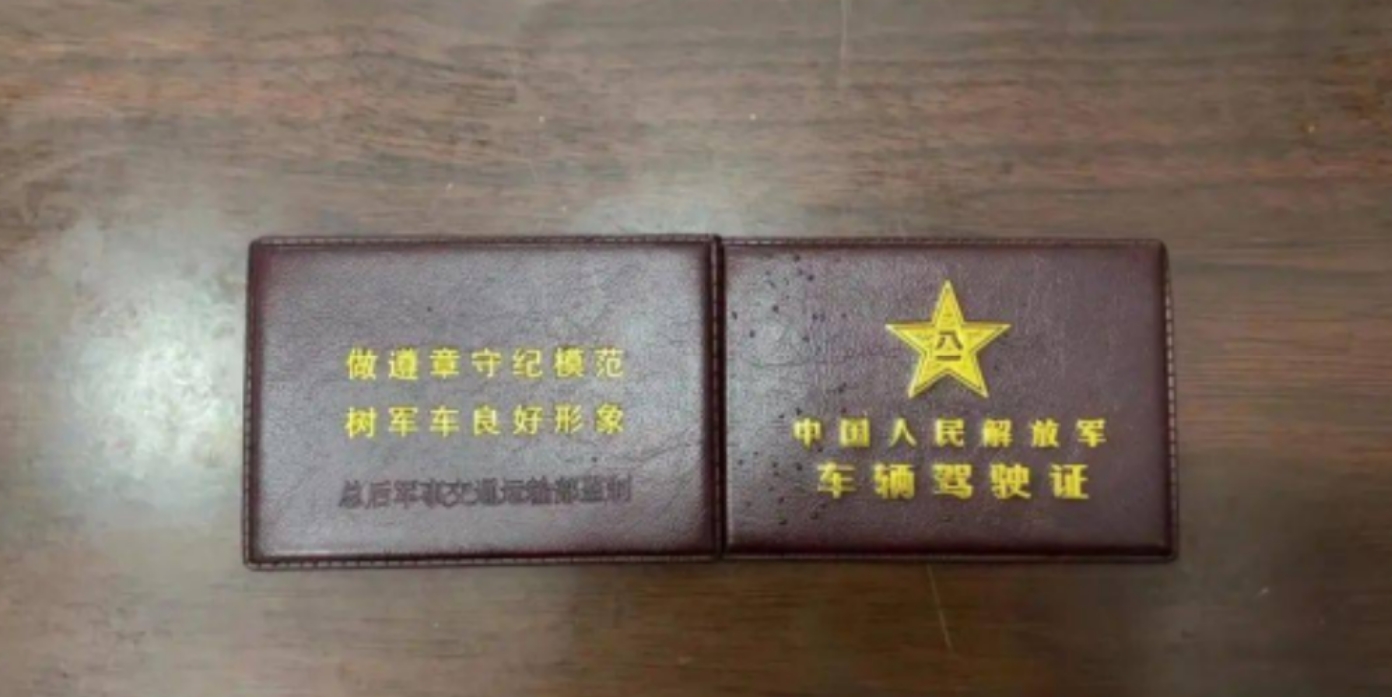 做遵章守纪模范
树军车良好形象
总后军事交通运输部监制
八一
中国人民解放军
车辆驾驶证